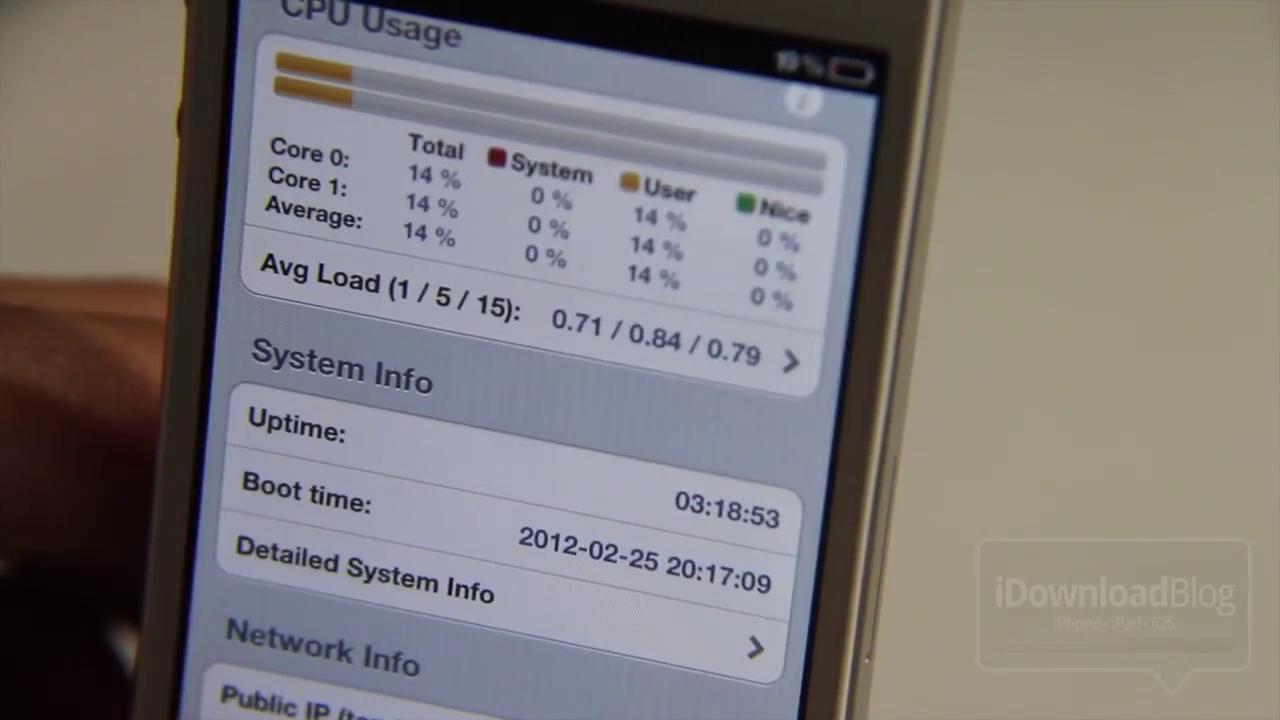 CPU Usage
19 %
Total System User Nice
Core 0: 14 % 0 % 14 % 0 %
Core 1: 14 % 0 % 14 % 0 %
Average: 14 % 0 % 14 % 0 %
Avg Load (1 / 5 / 15): 0.71 / 0.84 / 0.79
System Info
Uptime: 03:18:53
Boot time: 2012-02-25 20:17:09
Detailed System Info
Network Info
Public IP
iDownloadBlog
iPhone • iPad • iOS